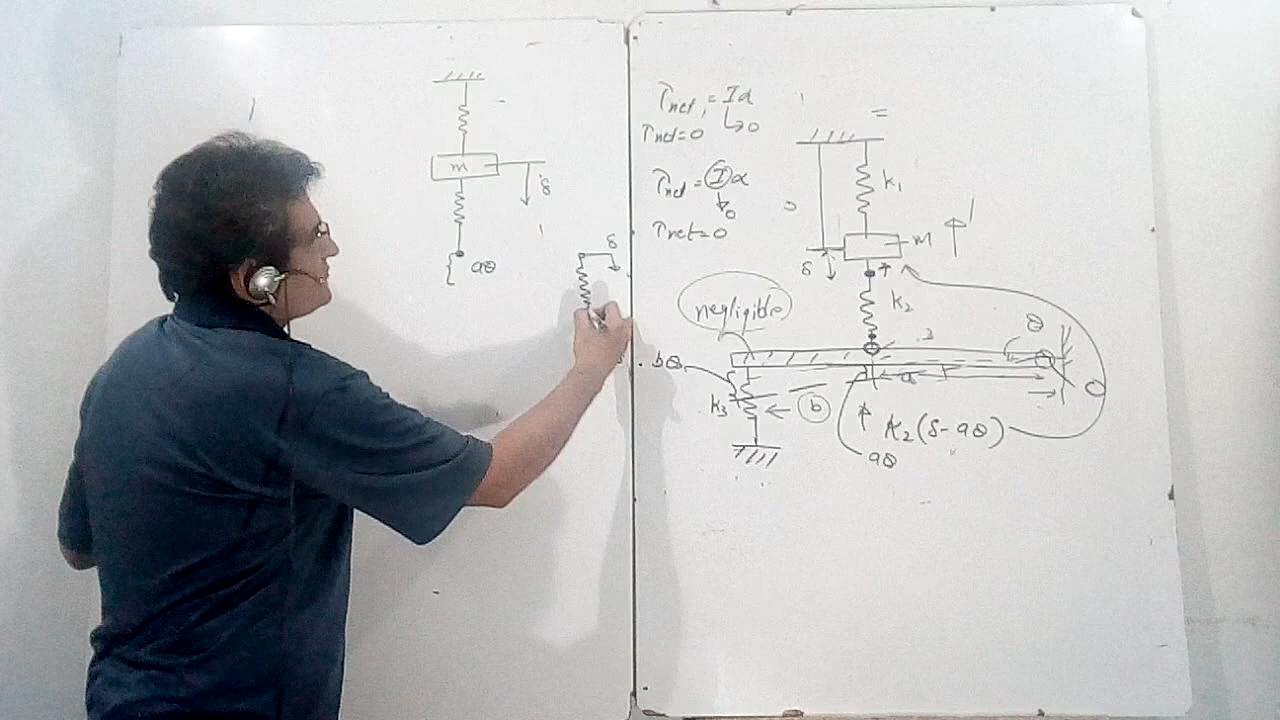 m
δ
aθ
δ
τnet = Iα
→0
τnet=0
τnet = Iα
0
τnet=0
=
k₁
m
δ
k₂
negligible
θ
bθ
a
k₃
b
K₂(δ-aθ)
aθ